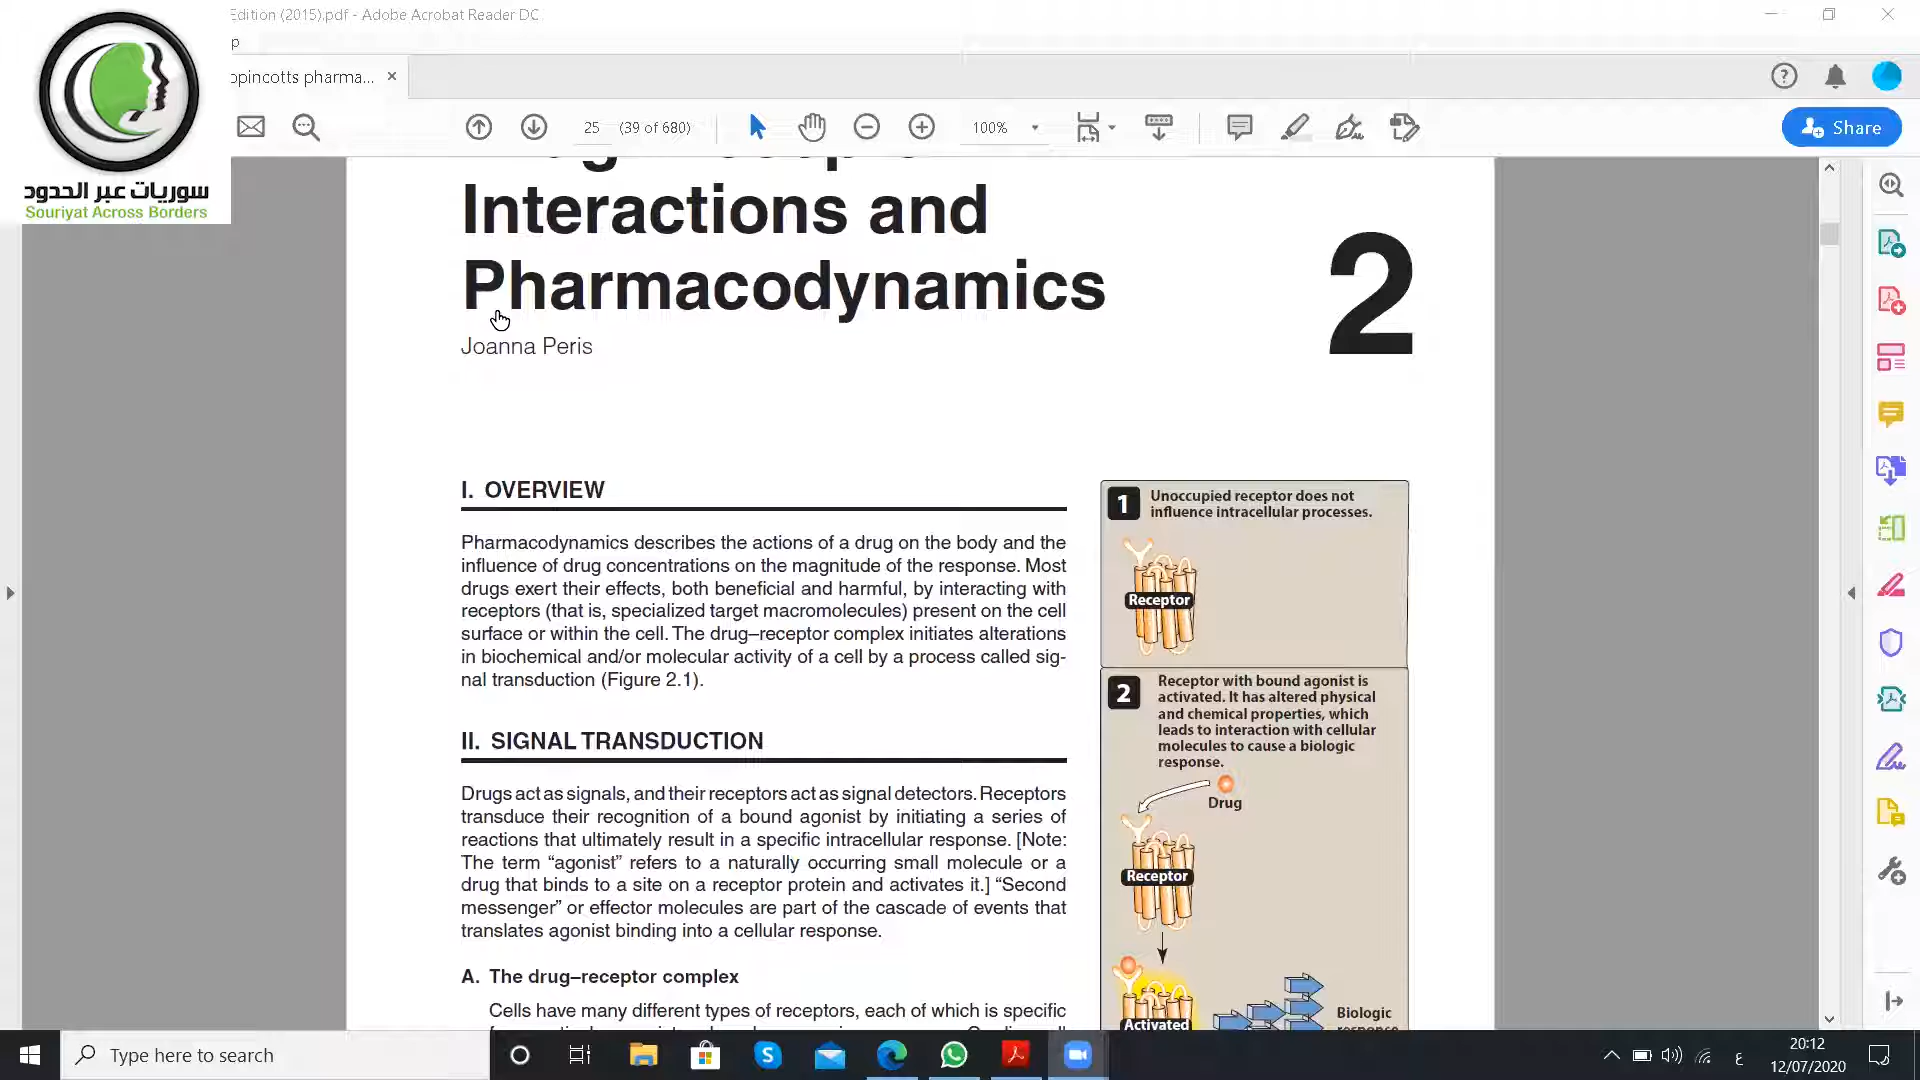 Edition (2015).pdf - Adobe Acrobat Reader DC
p
opincotts pharma...
25 (39 of 680)
100%
Share
سوريات عبر الحدود
Souriyat Across Borders
Interactions and
Pharmacodynamics
2
Joanna Peris
I. OVERVIEW
Pharmacodynamics describes the actions of a drug on the body and the
influence of drug concentrations on the magnitude of the response. Most
drugs exert their effects, both beneficial and harmful, by interacting with
receptors (that is, specialized target macromolecules) present on the cell
surface or within the cell. The drug–receptor complex initiates alterations
in biochemical and/or molecular activity of a cell by a process called sig-
nal transduction (Figure 2.1).
II. SIGNAL TRANSDUCTION
Drugs act as signals, and their receptors act as signal detectors. Receptors
transduce their recognition of a bound agonist by initiating a series of
reactions that ultimately result in a specific intracellular response. [Note:
The term “agonist” refers to a naturally occurring small molecule or a
drug that binds to a site on a receptor protein and activates it.] “Second
messenger” or effector molecules are part of the cascade of events that
translates agonist binding into a cellular response.
A. The drug–receptor complex
Cells have many different types of receptors, each of which is specific
1
Unoccupied receptor does not
influence intracellular processes.
Receptor
2
Receptor with bound agonist is
activated. It has altered physical
and chemical properties, which
leads to interaction with cellular
molecules to cause a biologic
response.
Drug
Receptor
Activated
Biologic
response
Type here to search
ع
20:12
12/07/2020